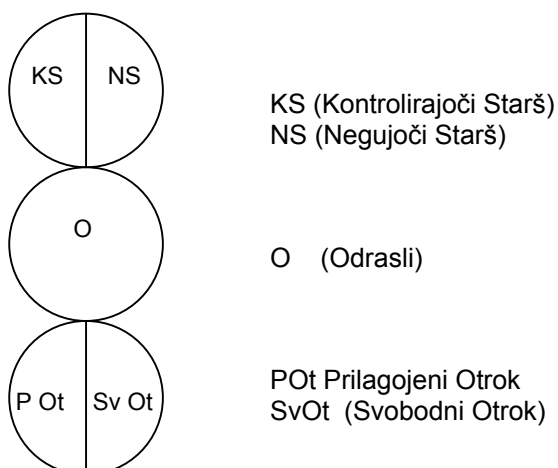 KS NS
KS (Kontrolirajoči Starš)
NS (Negujoči Starš)
O
O (Odrasli)
P Ot Sv Ot
POt Prilagojeni Otrok
SvOt (Svobodni Otrok)